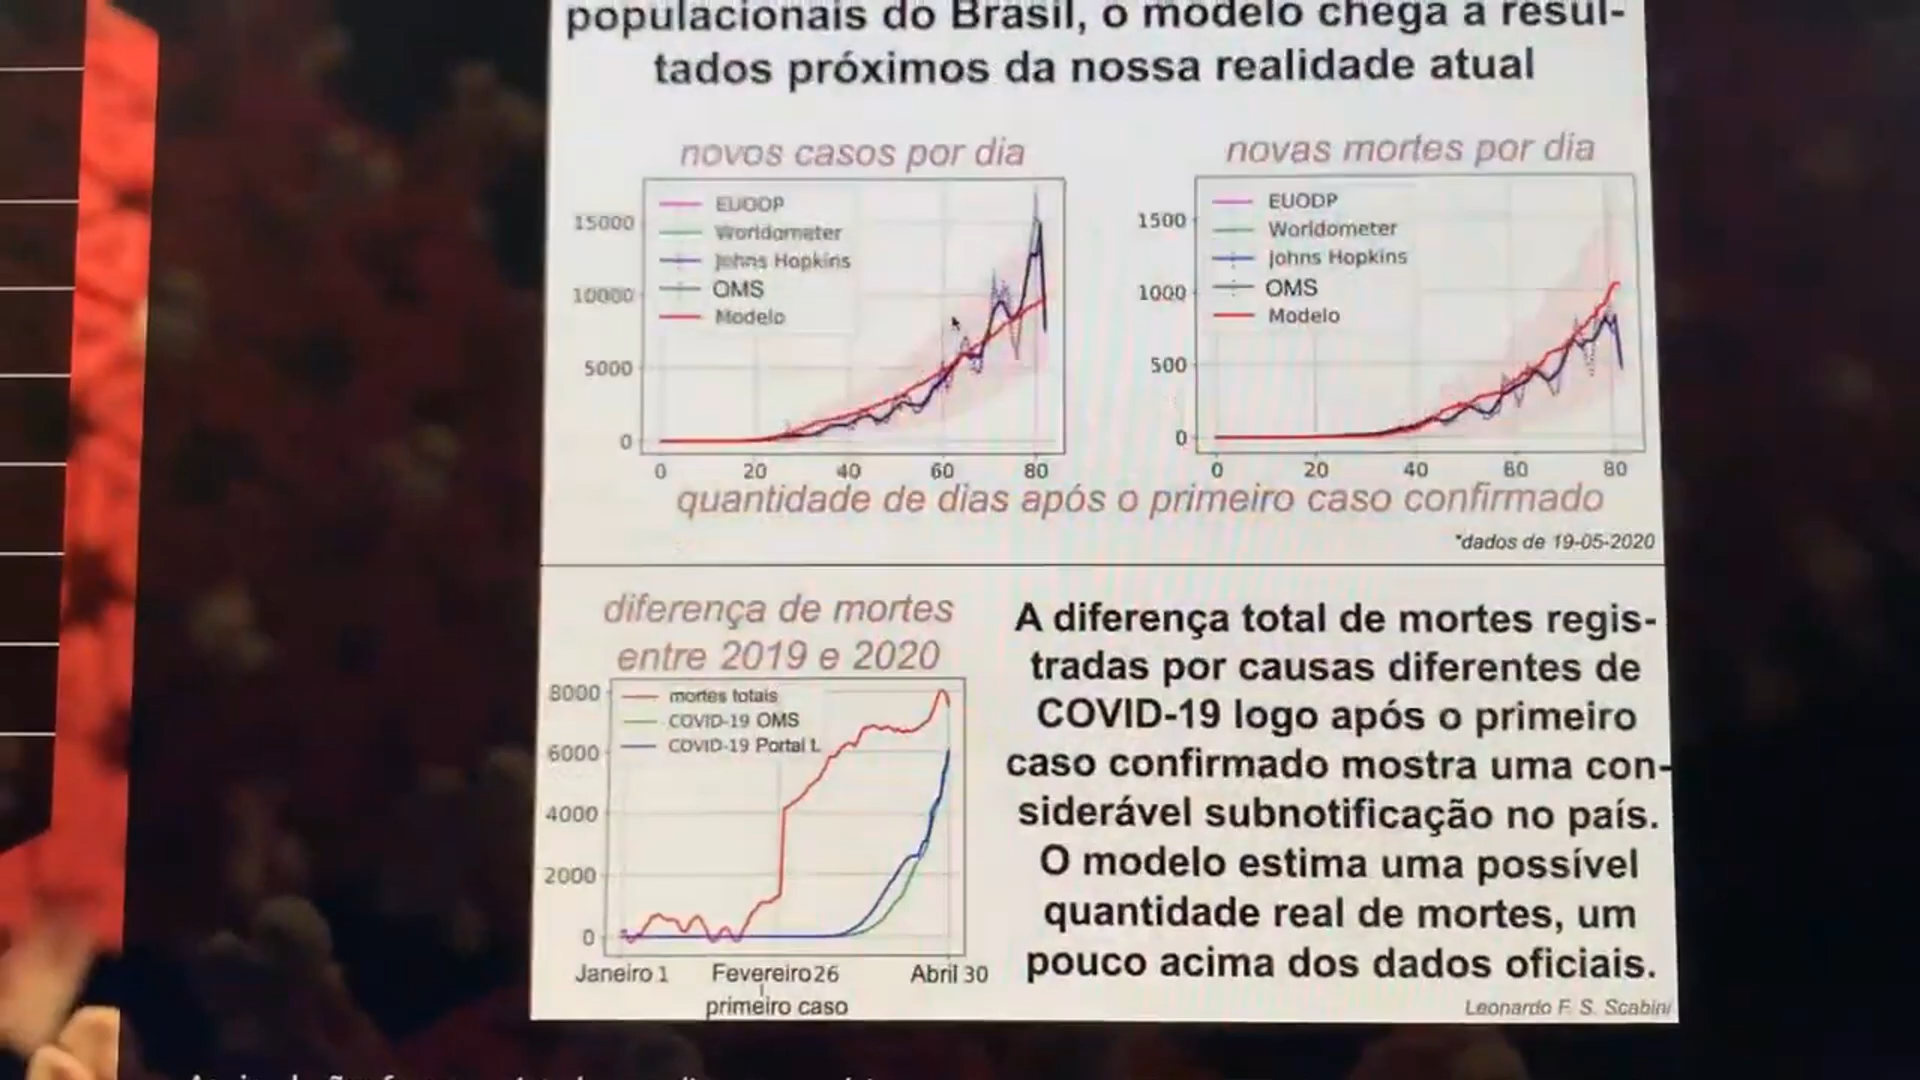 populacionais do Brasil, o modelo chega a resul-
tados próximos da nossa realidade atual
novos casos por dia
EUODP
Worldometer
Johns Hopkins
OMS
Modelo
15000
10000
5000
0
0 20 40 60 80
novas mortes por dia
EUODP
Worldometer
Johns Hopkins
OMS
Modelo
1500
1000
500
0
0 20 40 60 80
quantidade de dias após o primeiro caso confirmado
*dados de 19-05-2020
diferença de mortes
entre 2019 e 2020
mortes totais
COVID-19 OMS
COVID-19 Portal t.
8000
6000
4000
2000
0
Janeiro 1 Fevereiro 26 Abril 30
primeiro caso
A diferença total de mortes regis-
tradas por causas diferentes de
COVID-19 logo após o primeiro
caso confirmado mostra uma con-
siderável subnotificação no país.
O modelo estima uma possível
quantidade real de mortes, um
pouco acima dos dados oficiais.
Leonardo F. S. Scabini